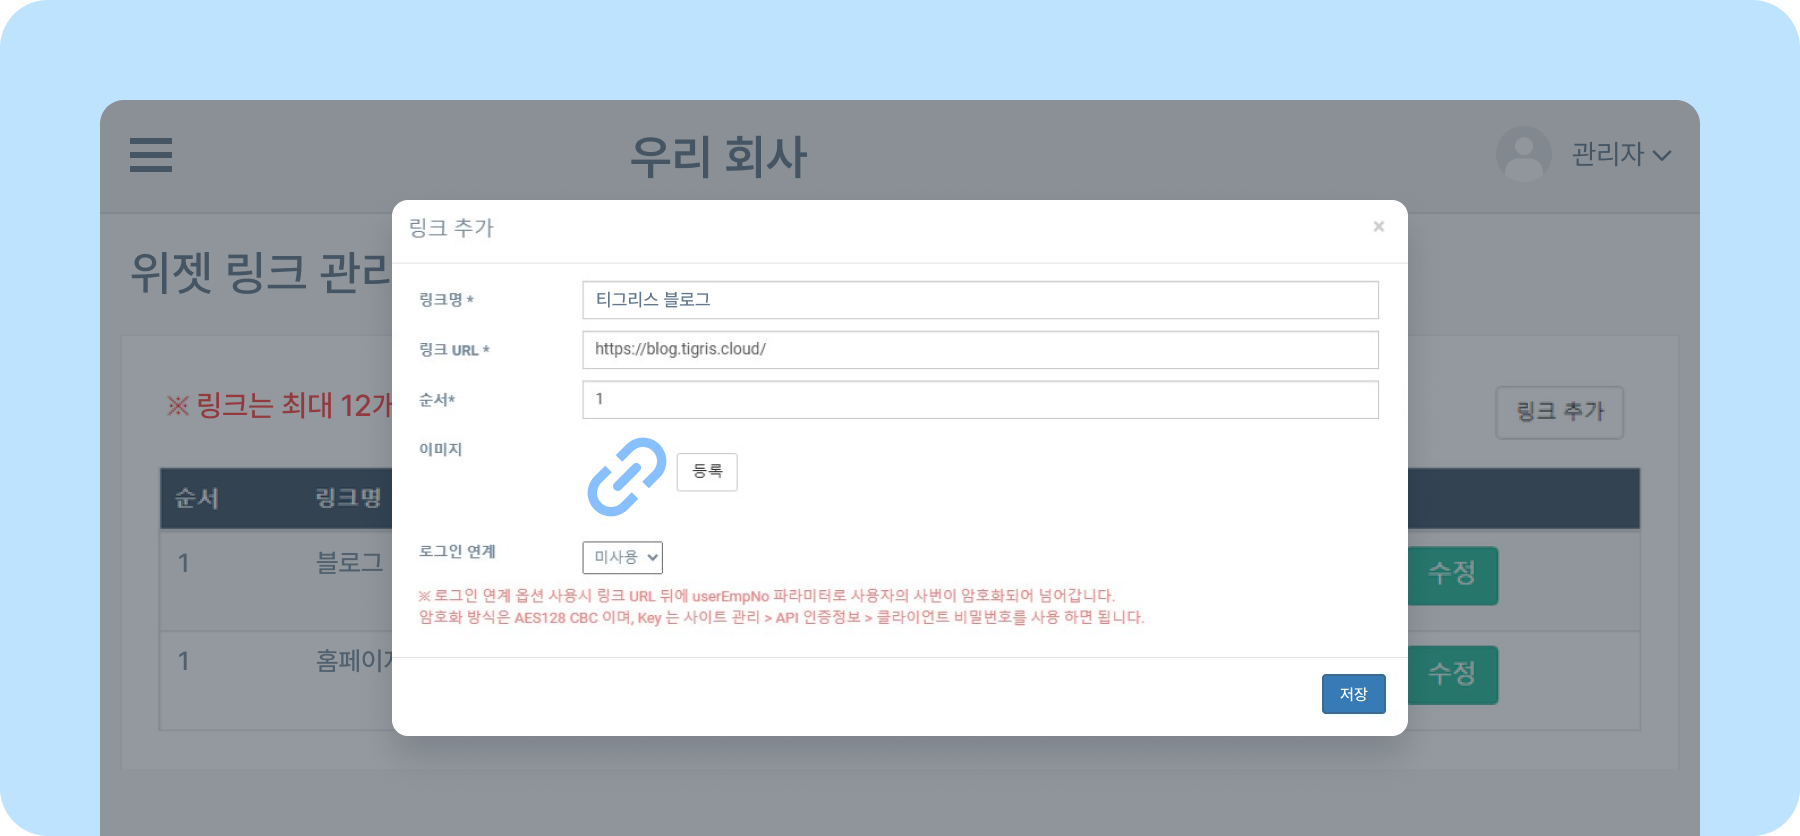 우리 회사
관리자
위젯 링크 관리
※ 링크는 최대 12개
링크 추가
순서 링크명
1 블로그 수정
1 홈페이지 수정
링크 추가 ×
링크명 * 티그리스 블로그
링크 URL * https://blog.tigris.cloud/
순서* 1
이미지 등록
로그인 연계 미사용
※ 로그인 연계 옵션 사용시 링크 URL 뒤에 userEmpNo 파라미터로 사용자의 사번이 암호화되어 넘어갑니다.
암호화 방식은 AES128 CBC 이며, Key 는 사이트 관리 > API 인증정보 > 클라이언트 비밀번호를 사용 하면 됩니다.
저장